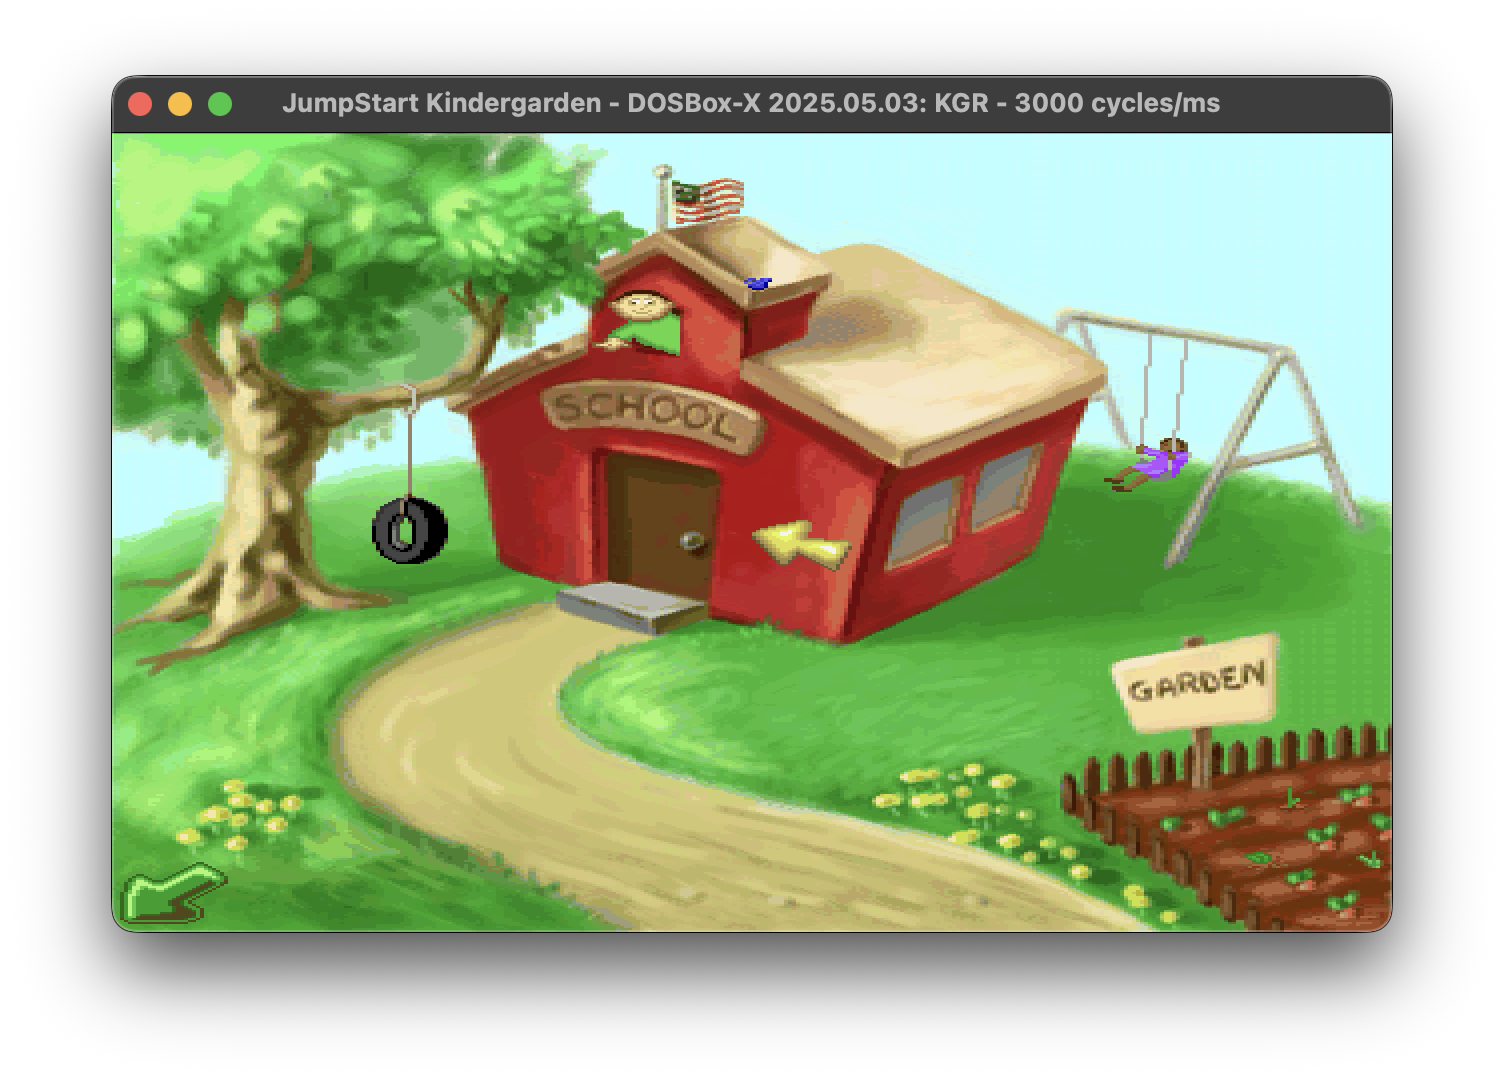 JumpStart Kindergarden - DOSBox-X 2025.05.03: KGR - 3000 cycles/ms
SCHOOL
GARDEN